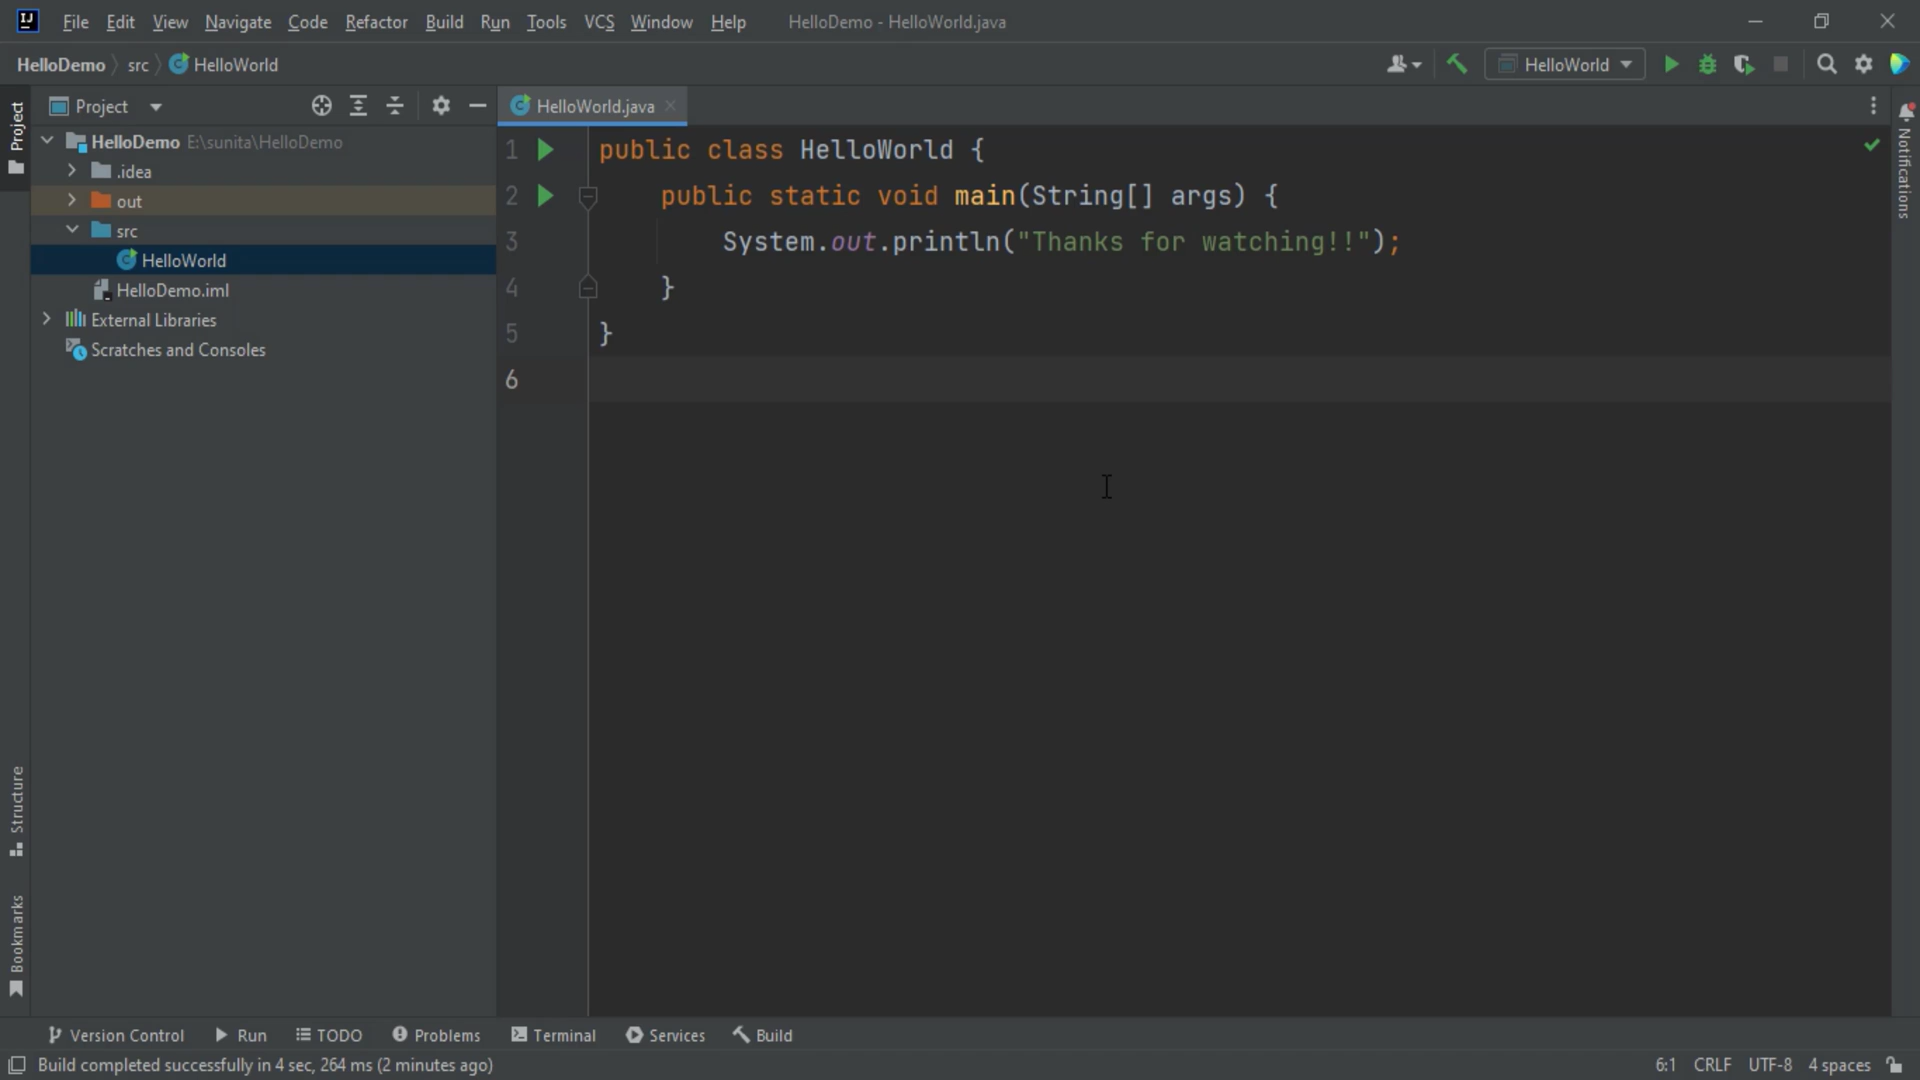 IJ File Edit View Navigate Code Refactor Build Run Tools VCS Window Help HelloDemo - HelloWorld.java
HelloDemo src HelloWorld HelloWorld
Project
Project
HelloWorld.java
HelloDemo E:\sunita\HelloDemo
.idea
out
src
HelloWorld
HelloDemo.iml
External Libraries
Scratches and Consoles
1 public class HelloWorld {
2 public static void main(String[] args) {
3 System.out.println("Thanks for watching!!");
4 }
5 }
6
Notifications
Structure
Bookmarks
Version Control Run TODO Problems Terminal Services Build
Build completed successfully in 4 sec, 264 ms (2 minutes ago) 6:1 CRLF UTF-8 4 spaces